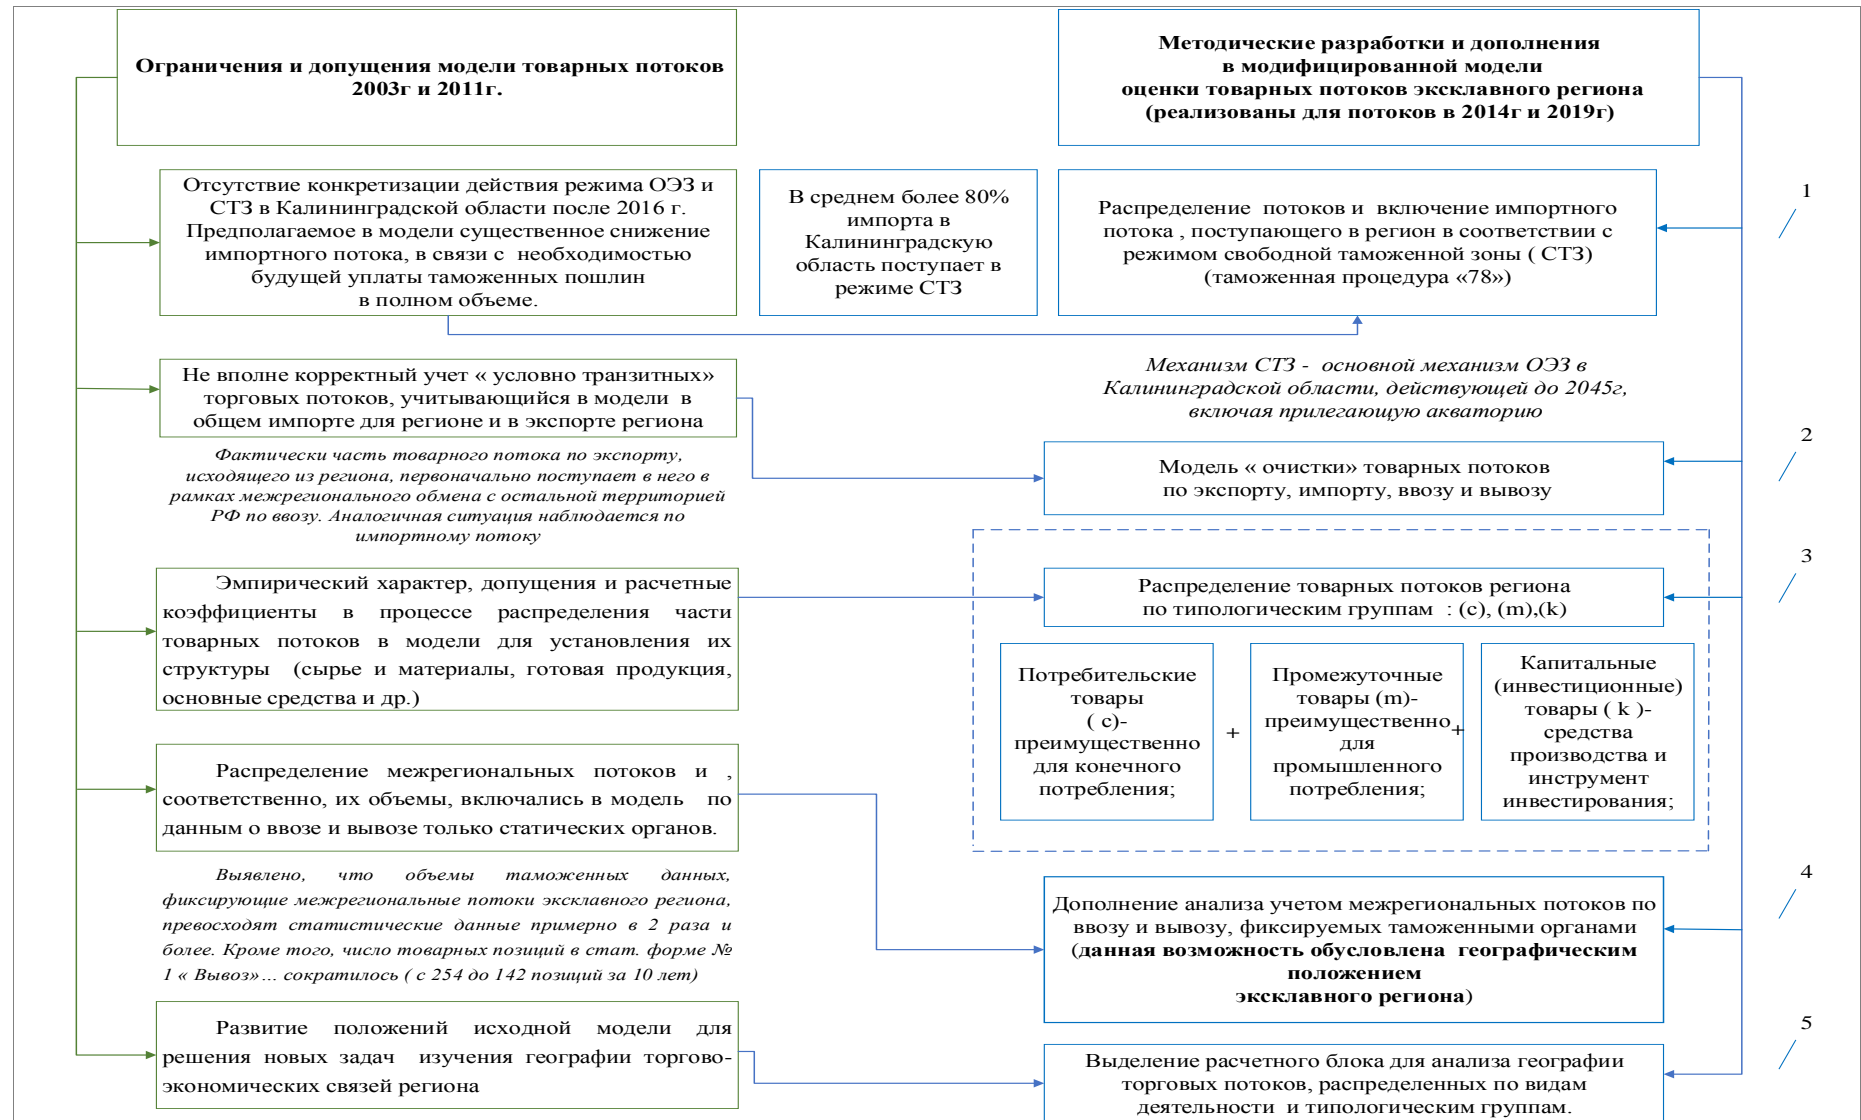 Ограничения и допущения модели товарных потоков
2003г и 2011г.
Методические разработки и дополнения
в модифицированной модели
оценки товарных потоков эксклавного региона
(реализованы для потоков в 2014г и 2019г)
Отсутствие конкретизации действия режима ОЭЗ и
СТЗ в Калининградской области после 2016 г.
Предполагаемое в модели существенное снижение
импортного потока, в связи с необходимостью
будущей уплаты таможенных пошлин
в полном объеме.
В среднем более 80%
импорта в
Калининградскую
область поступает в
режиме СТЗ
Распределение потоков и включение импортного
потока , поступающего в регион в соответствии с
режимом свободной таможенной зоны ( СТЗ)
(таможенная процедура «78»)
1
Не вполне корректный учет « условно транзитных»
торговых потоков, учитывающийся в модели в
общем импорте для регионе и в экспорте региона
Механизм СТЗ - основной механизм ОЭЗ в
Калининградской области, действующей до 2045г,
включая прилегающую акваторию
Фактически часть товарного потока по экспорту,
исходящего из региона, первоначально поступает в него в
рамках межрегионального обмена с остальной территорией
РФ по ввозу. Аналогичная ситуация наблюдается по
импортному потоку
Модель « очистки» товарных потоков
по экспорту, импорту, ввозу и вывозу
2
Эмпирический характер, допущения и расчетные
коэффициенты в процессе распределения части
товарных потоков в модели для установления их
структуры (сырье и материалы, готовая продукция,
основные средства и др.)
Распределение товарных потоков региона
по типологическим группам : (c), (m),(k)
3
Потребительские
товары
( c)-
преимущественно
для конечного
потребления;
+
Промежуточные
товары (m)-
преимущественно
для
промышленного
потребления;
+
Капитальные
(инвестиционные)
товары ( k )-
средства
производства и
инструмент
инвестирования;
Распределение межрегиональных потоков и ,
соответственно, их объемы, включались в модель по
данным о ввозе и вывозе только статических органов.
Выявлено, что объемы таможенных данных,
фиксирующие межрегиональные потоки эксклавного региона,
превосходят статистические данные примерно в 2 раза и
более. Кроме того, число товарных позиций в стат. форме №
1 « Вывоз»… сократилось ( с 254 до 142 позиций за 10 лет)
Дополнение анализа учетом межрегиональных потоков по
ввозу и вывозу, фиксируемых таможенными органами
(данная возможность обусловлена географическим
положением
эксклавного региона)
4
Развитие положений исходной модели для
решения новых задач изучения географии торгово-
экономических связей региона
Выделение расчетного блока для анализа географии
торговых потоков, распределенных по видам
деятельности и типологическим группам.
5